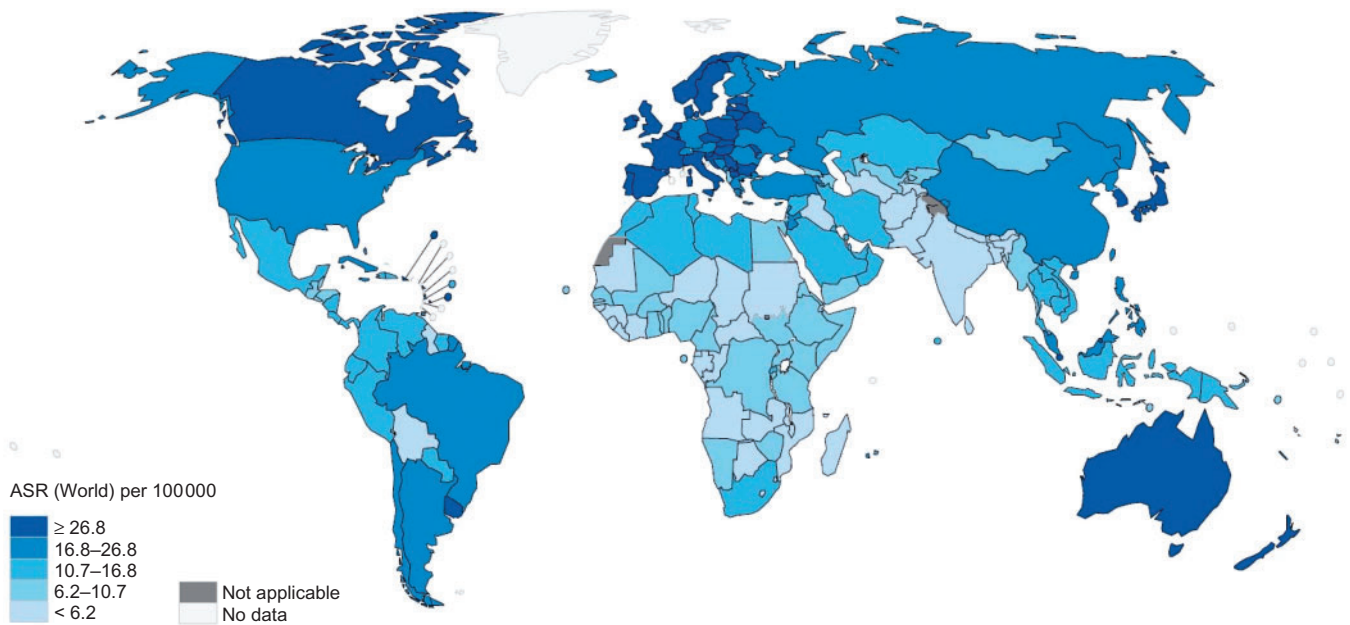 ASR (World) per 100000
≥ 26.8
16.8–26.8
10.7–16.8
6.2–10.7
< 6.2
Not applicable
No data